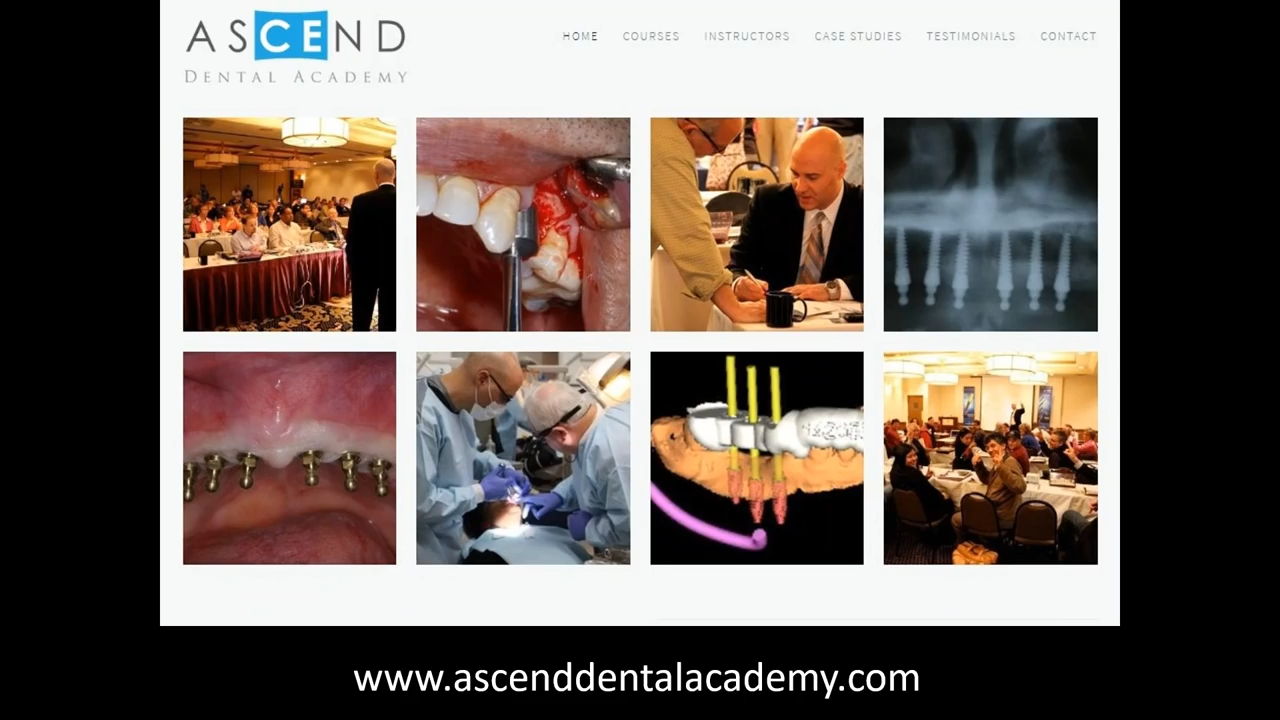 ASCEND
DENTAL ACADEMY
HOME COURSES INSTRUCTORS CASE STUDIES TESTIMONIALS CONTACT
www.ascenddentalacademy.com